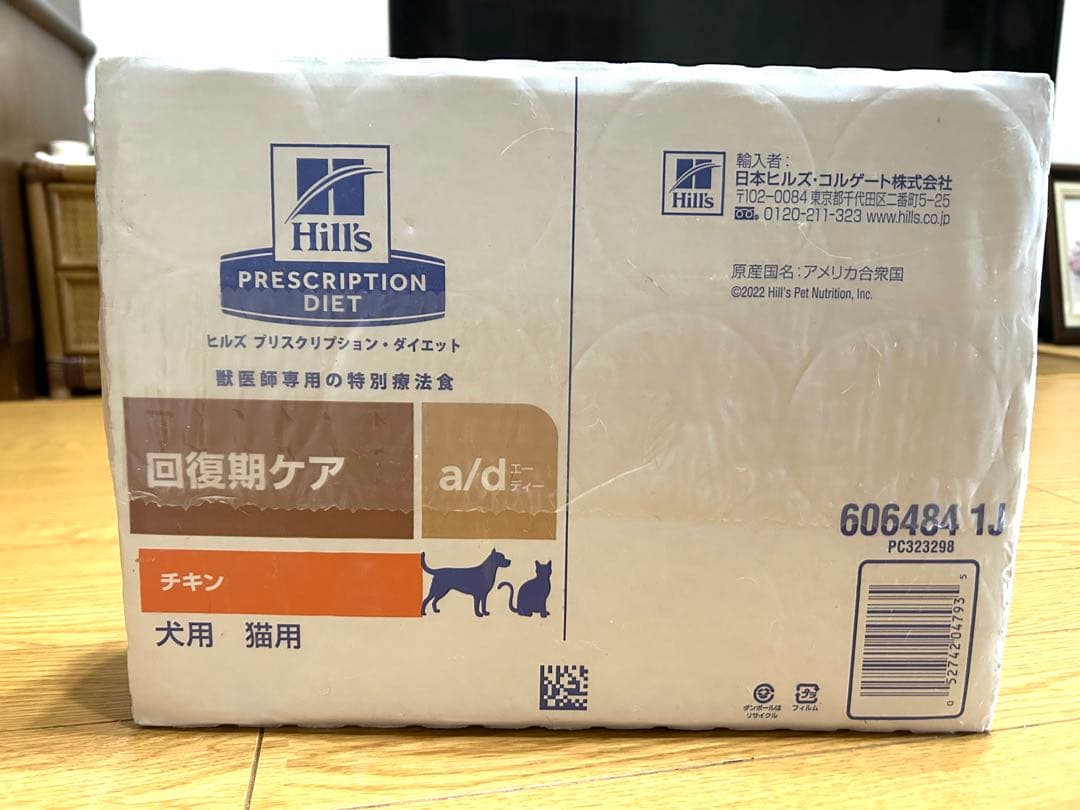 Hill's
PRESCRIPTION
DIET
ヒルズ プリスクリプション・ダイエット
獣医師専用の特別療法食
回復期ケア
a/d エーディー
チキン
犬用 猫用
Hill's
輸入者:
日本ヒルズ・コルゲート株式会社
〒102-0084 東京都千代田区二番町5-25
0120-211-323 www.hills.co.jp
原産国名:アメリカ合衆国
©2022 Hill's Pet Nutrition, Inc.
606484 1J
PC323298
0 52742 04793 5
ダンボールは
リサイクル
プラ
フィルム